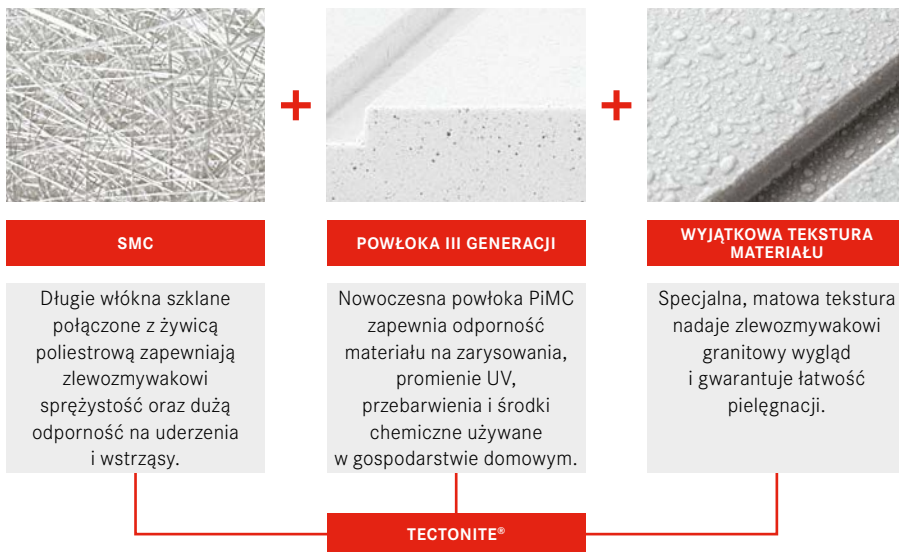 SMC
Długie włókna szklane
połączone z żywicą
poliestrową zapewniają
zlewozmywakowi
sprężystość oraz dużą
odporność na uderzenia
i wstrząsy.
POWŁOKA III GENERACJI
Nowoczesna powłoka PiMC
zapewnia odporność
materiału na zarysowania,
promienie UV,
przebarwienia i środki
chemiczne używane
w gospodarstwie domowym.
WYJĄTKOWA TEKSTURA
MATERIAŁU
Specjalna, matowa tekstura
nadaje zlewozmywakowi
granitowy wygląd
i gwarantuje łatwość
pielęgnacji.
TECTONITE®